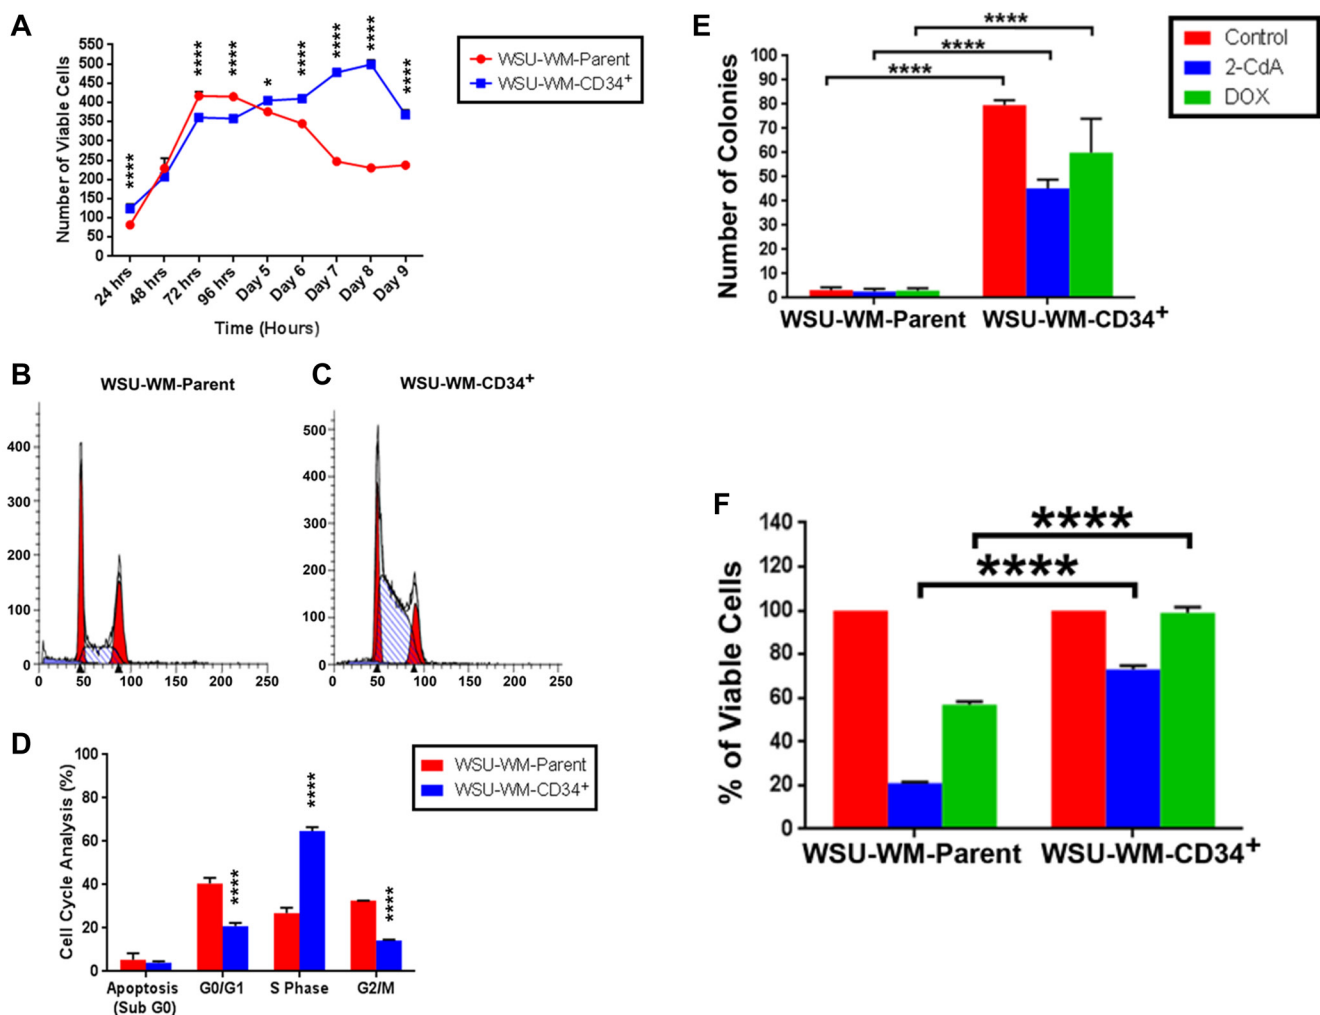 A
****
****
****
*
****
****
****
****
Number of Viable Cells
550
500
450
400
350
300
250
200
150
100
50
0
24 hrs
48 hrs
72 hrs
96 hrs
Day 5
Day 6
Day 7
Day 8
Day 9
Time (Hours)
WSU-WM-Parent
WSU-WM-CD34+
B
WSU-WM-Parent
400
300
200
100
0
0 50 100 150 200 250
C
WSU-WM-CD34+
500
400
300
200
100
0
0 50 100 150 200 250
D
Cell Cycle Analysis (%)
100
80
60
40
20
0
****
****
****
Apoptosis
(Sub G0)
G0/G1
S Phase
G2/M
WSU-WM-Parent
WSU-WM-CD34+
E
****
****
****
Number of Colonies
100
90
80
70
60
50
40
30
20
10
0
WSU-WM-Parent
WSU-WM-CD34+
Control
2-CdA
DOX
F
****
****
% of Viable Cells
140
120
100
80
60
40
20
0
WSU-WM-Parent
WSU-WM-CD34+